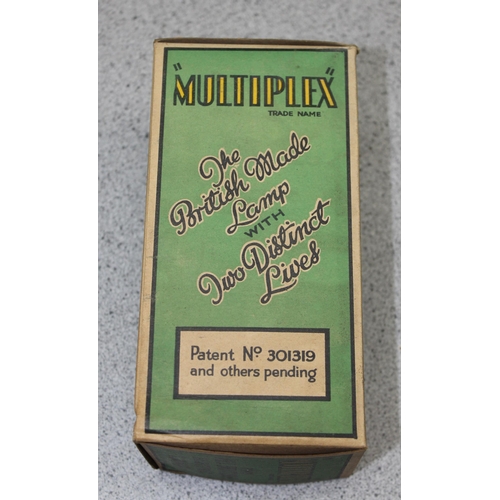 "MULTIPLEX"
TRADE NAME
The
British Made
Lamp
WITH
Two Distinct
Lives
Patent Nº 301319
and others pending